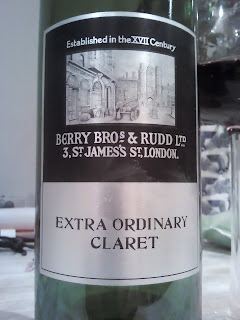 Established in the XVII Century
BERRY BROS & RUDD LTD
3, ST JAMES'S ST, LONDON.
EXTRA ORDINARY
CLARET